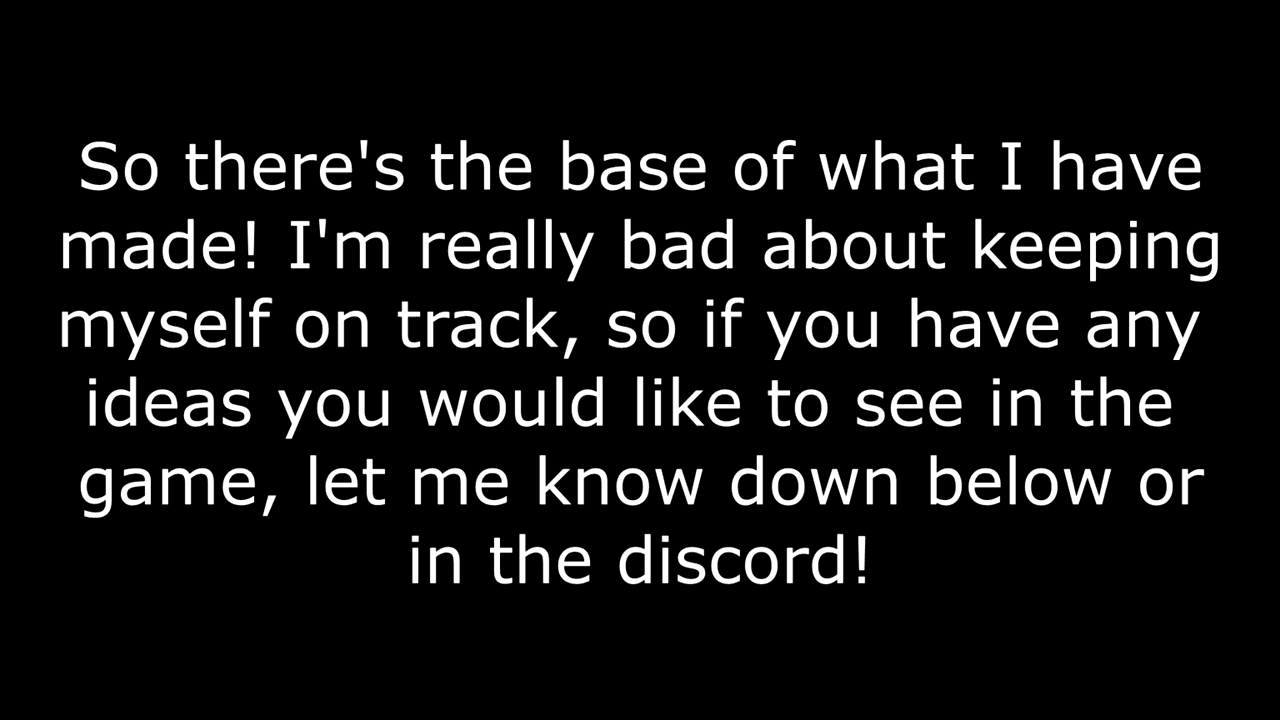 So there's the base of what I have
made! I'm really bad about keeping
myself on track, so if you have any
ideas you would like to see in the
game, let me know down below or
in the discord!